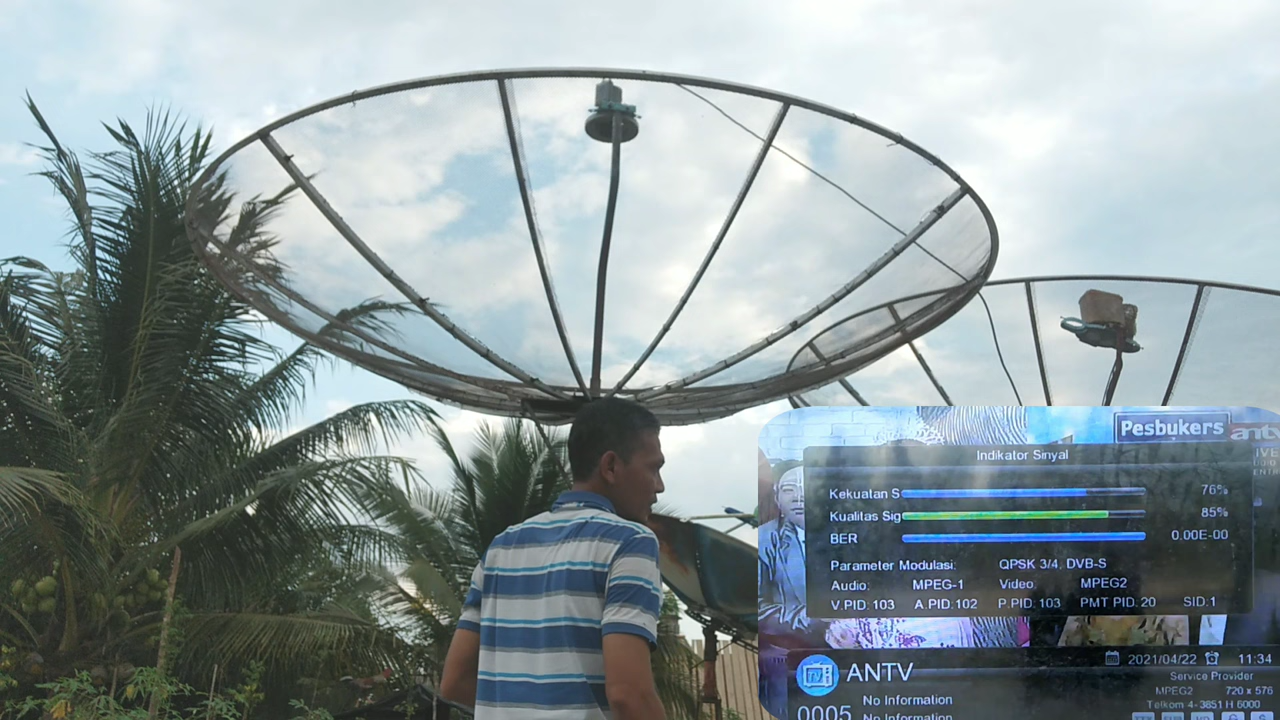 Pesbukers
antv
Indikator Sinyal
Kekuatan S 76%
Kualitas Sig 85%
BER 0.00E-00
Parameter Modulasi: QPSK 3/4, DVB-S
Audio: MPEG-1 Video: MPEG2
V.PID: 103 A.PID: 102 P.PID: 103 PMT PID: 20 SID:1
2021/04/22 11:34
ANTV
Service Provider
No Information
MPEG2 720 x 576
0005
Telkom 4- 3851 H 6000
No Information